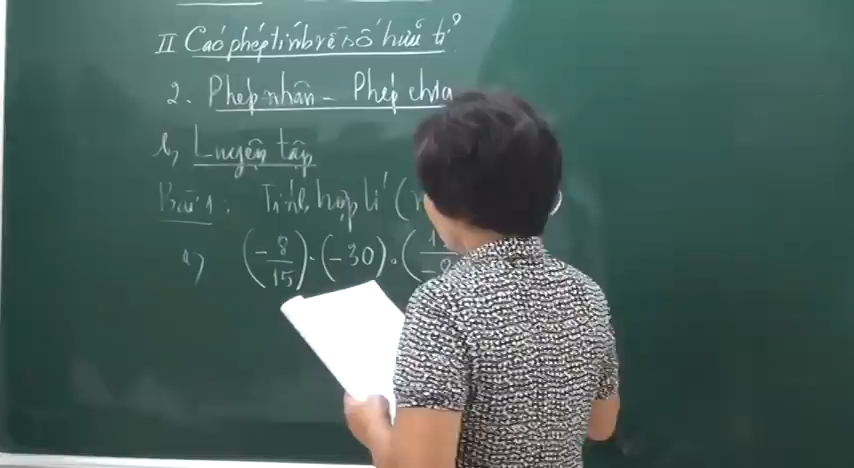 II Các phép tính về số hữu tỉ
2. Phép nhân - Phép chia
b, Luyện tập
Bài 1: Tính hợp lí (
a) (-8/15).(-30).(